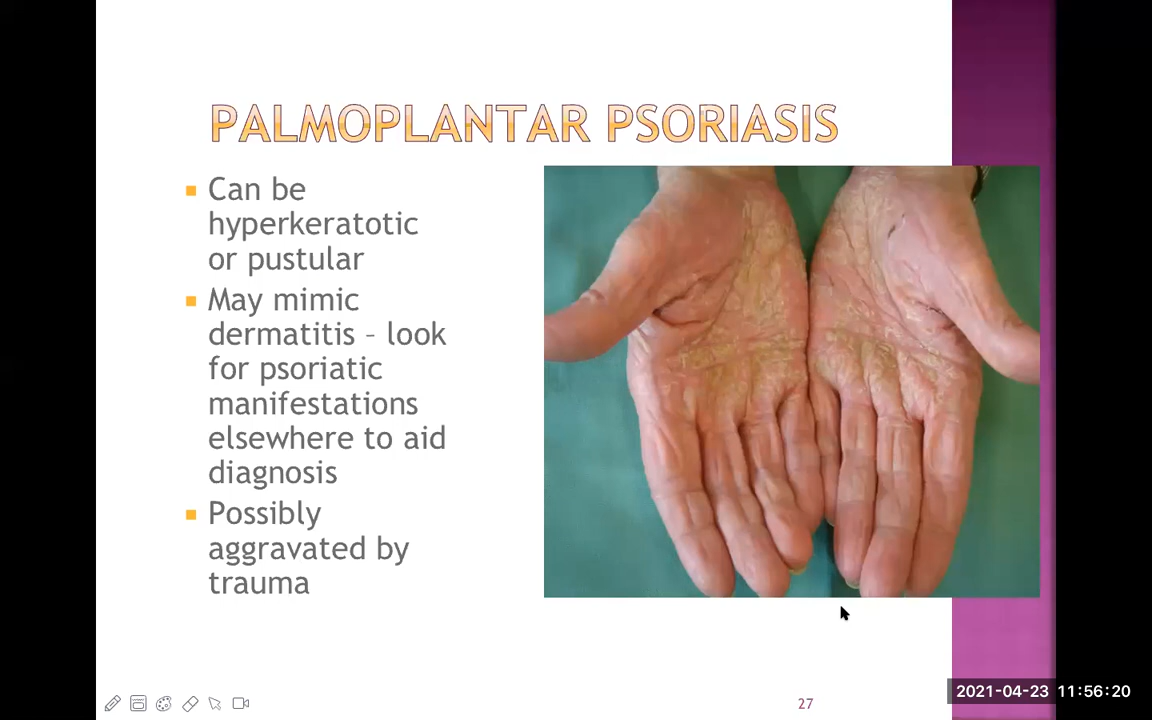 PALMOPLANTAR PSORIASIS
Can be
hyperkeratotic
or pustular
May mimic
dermatitis – look
for psoriatic
manifestations
elsewhere to aid
diagnosis
Possibly
aggravated by
trauma
27
2021-04-23 11:56:20